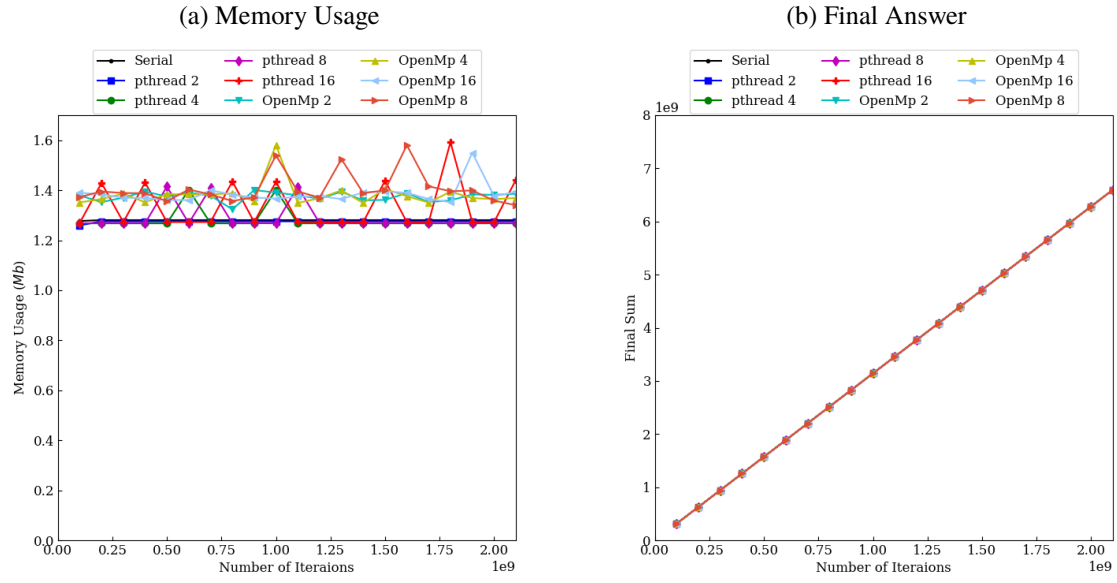 (a) Memory Usage
Serial pthread 8 OpenMp 4
pthread 2 pthread 16 OpenMp 16
pthread 4 OpenMp 2 OpenMp 8
1.6
1.4
1.2
1.0
0.8
0.6
0.4
0.2
0.0
Memory Usage (Mb)
0.00 0.25 0.50 0.75 1.00 1.25 1.50 1.75 2.00
1e9
Number of Iteraions
(b) Final Answer
Serial pthread 8 OpenMp 4
pthread 2 pthread 16 OpenMp 16
pthread 4 OpenMp 2 OpenMp 8
1e9
8
7
6
5
4
3
2
1
0
Final Sum
0.00 0.25 0.50 0.75 1.00 1.25 1.50 1.75 2.00
1e9
Number of Iteraions